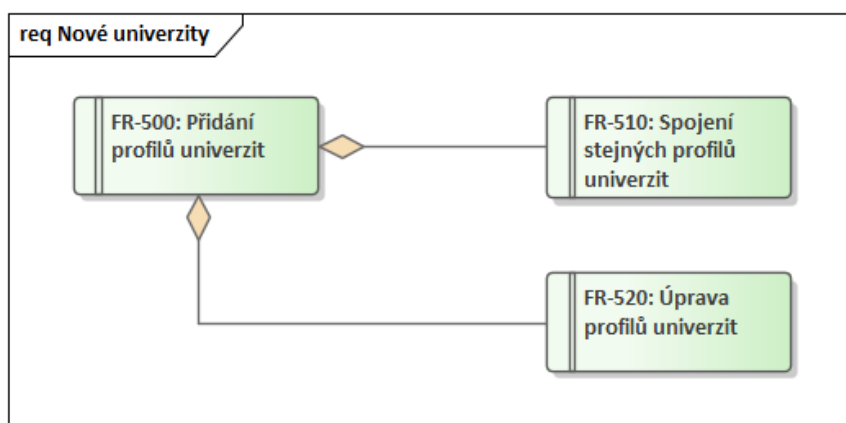 req Nové univerzity
FR-500: Přidání
profilů univerzit
FR-510: Spojení
stejných profilů
univerzit
FR-520: Úprava
profilů univerzit